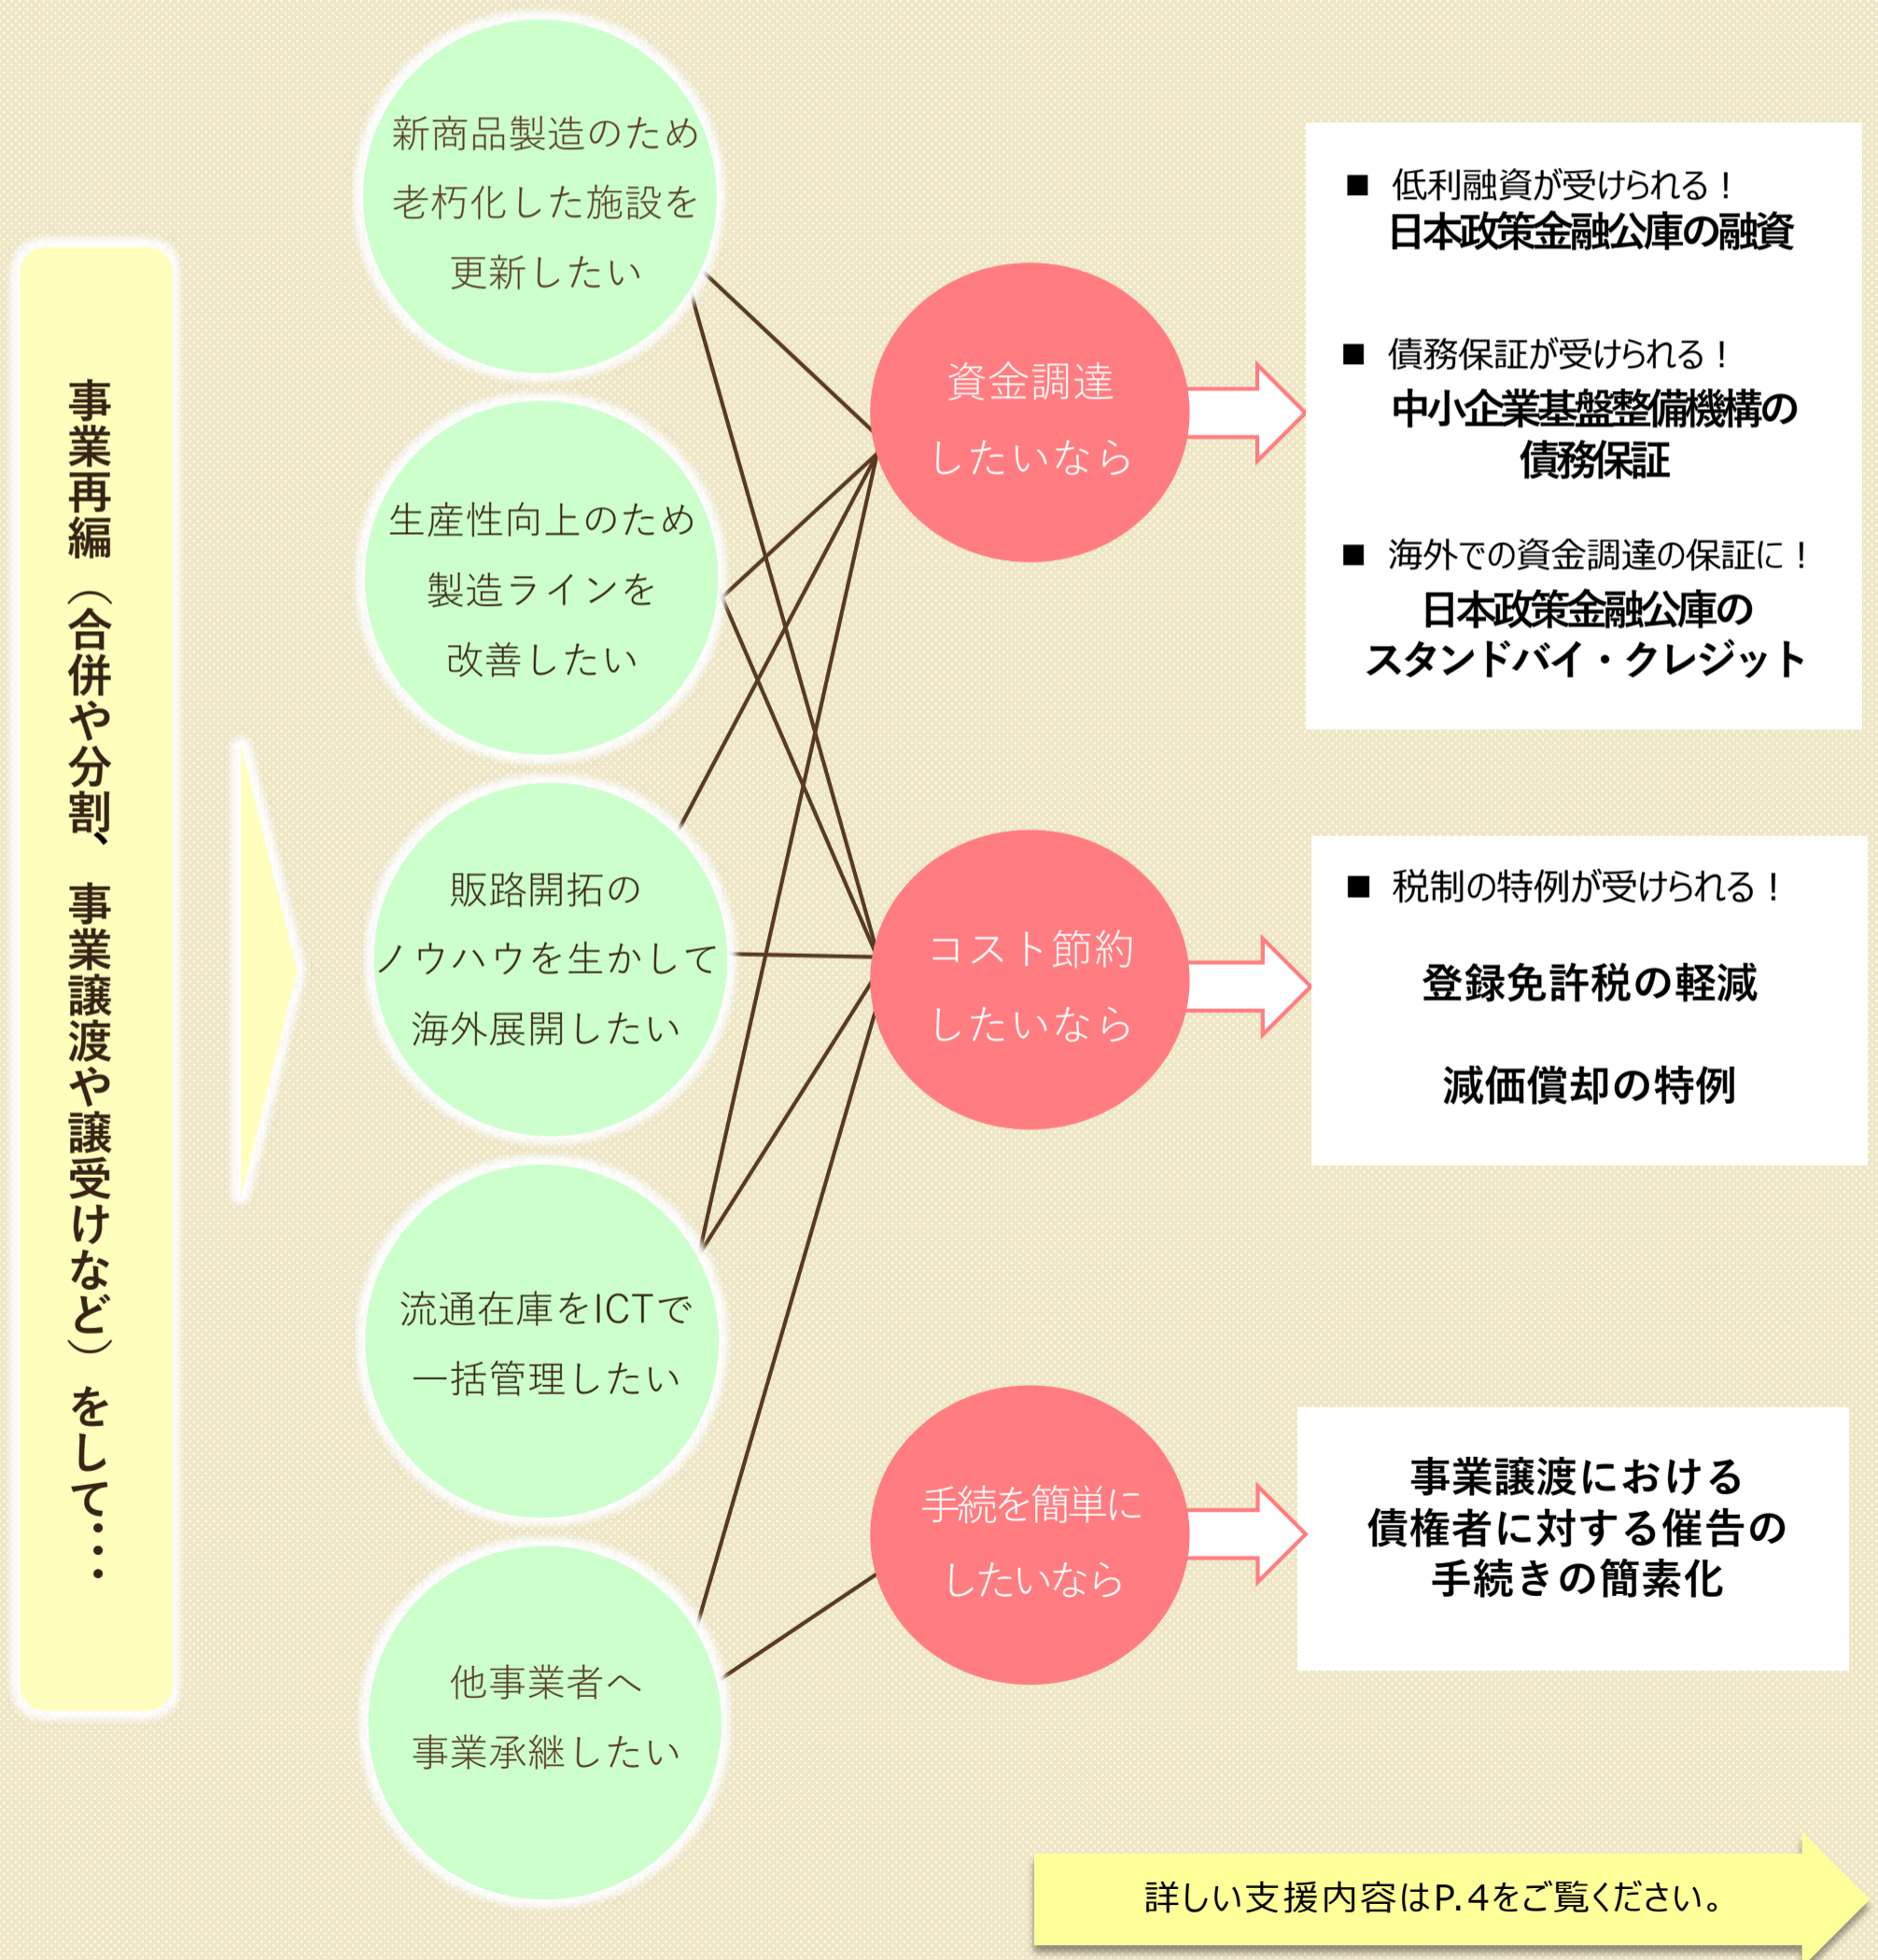 事業再編（合併や分割、事業譲渡や譲受けなど）をして‥‥
新商品製造のため
老朽化した施設を
更新したい
生産性向上のため
製造ラインを
改善したい
販路開拓の
ノウハウを生かして
海外展開したい
流通在庫をICTで
一括管理したい
他事業者へ
事業承継したい
資金調達
したいなら
コスト節約
したいなら
手続を簡単に
したいなら
■ 低利融資が受けられる！
日本政策金融公庫の融資
■ 債務保証が受けられる！
中小企業基盤整備機構の
債務保証
■ 海外での資金調達の保証に！
日本政策金融公庫の
スタンドバイ・クレジット
■ 税制の特例が受けられる！
登録免許税の軽減
減価償却の特例
事業譲渡における
債権者に対する催告の
手続きの簡素化
詳しい支援内容はP.4をご覧ください。